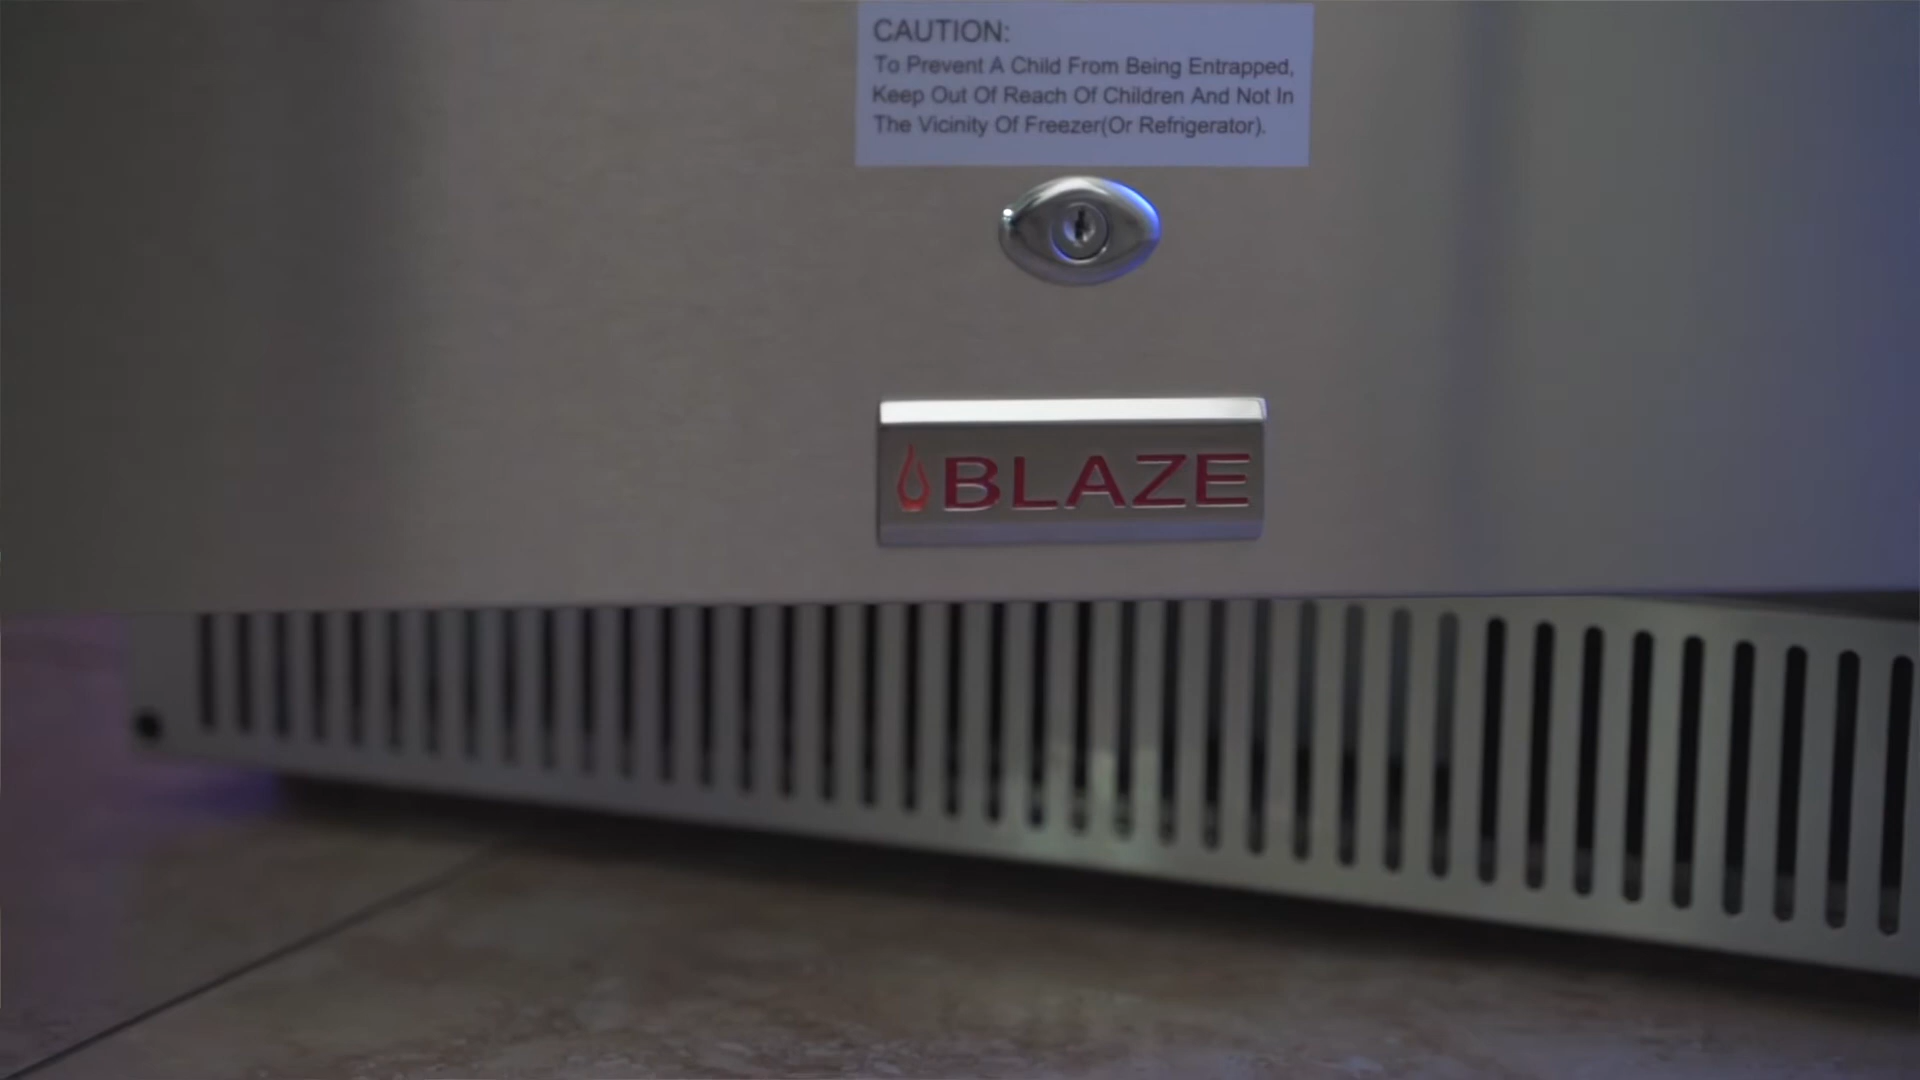 CAUTION:
To Prevent A Child From Being Entrapped,
Keep Out Of Reach Of Children And Not In
The Vicinity Of Freezer(Or Refrigerator).
BLAZE